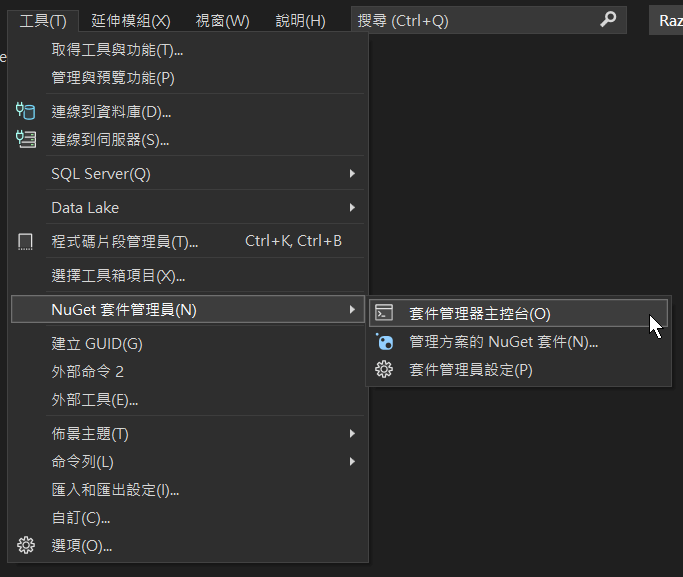 工具(T) 延伸模組(X) 視窗(W) 說明(H) 搜尋 (Ctrl+Q) Raz
e
取得工具與功能(T)...
管理與預覽功能(P)
連線到資料庫(D)...
連線到伺服器(S)...
SQL Server(Q)
Data Lake
程式碼片段管理員(T)... Ctrl+K, Ctrl+B
選擇工具箱項目(X)...
NuGet 套件管理員(N)
套件管理器主控台(O)
管理方案的 NuGet 套件(N)...
套件管理員設定(P)
建立 GUID(G)
外部命令 2
外部工具(E)...
佈景主題(T)
命令列(L)
匯入和匯出設定(I)...
自訂(C)...
選項(O)...